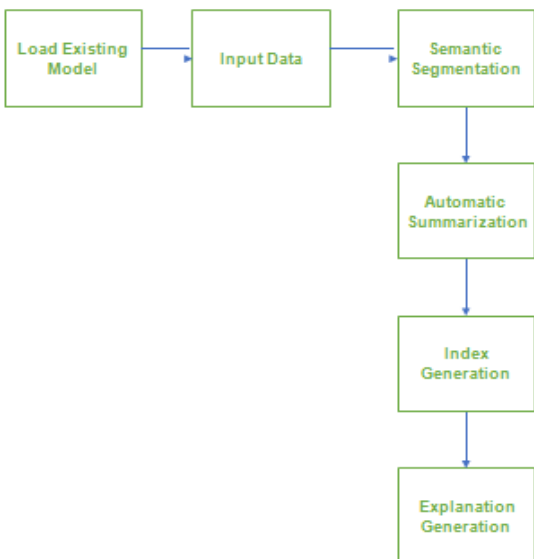 Load Existing
Model
Input Data
Semantic
Segmentation
Automatic
Summarization
Index
Generation
Explanation
Generation